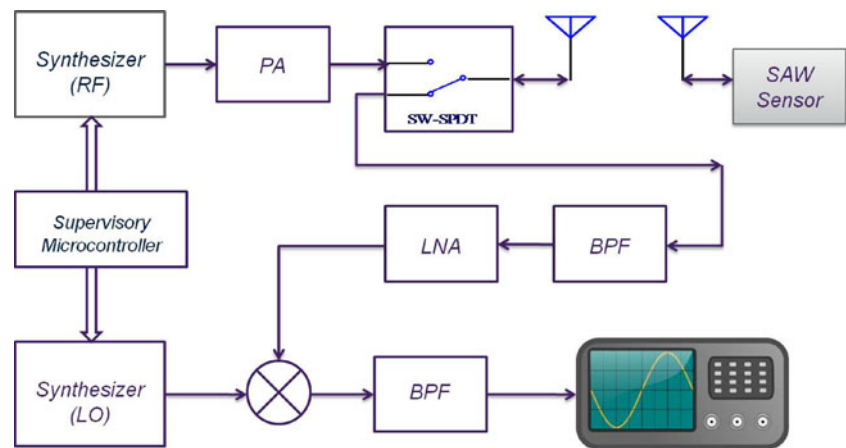 Synthesizer
(RF)
PA
SW-SPDT
SAW
Sensor
Supervisory
Microcontroller
LNA
BPF
Synthesizer
(LO)
BPF